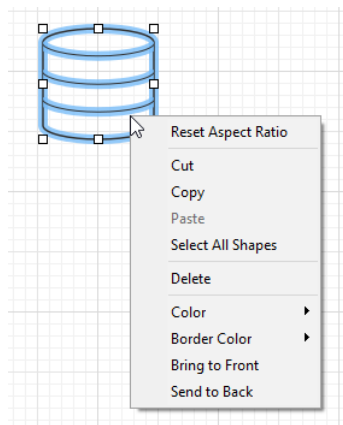 Reset Aspect Ratio
Cut
Copy
Paste
Select All Shapes
Delete
Color
Border Color
Bring to Front
Send to Back